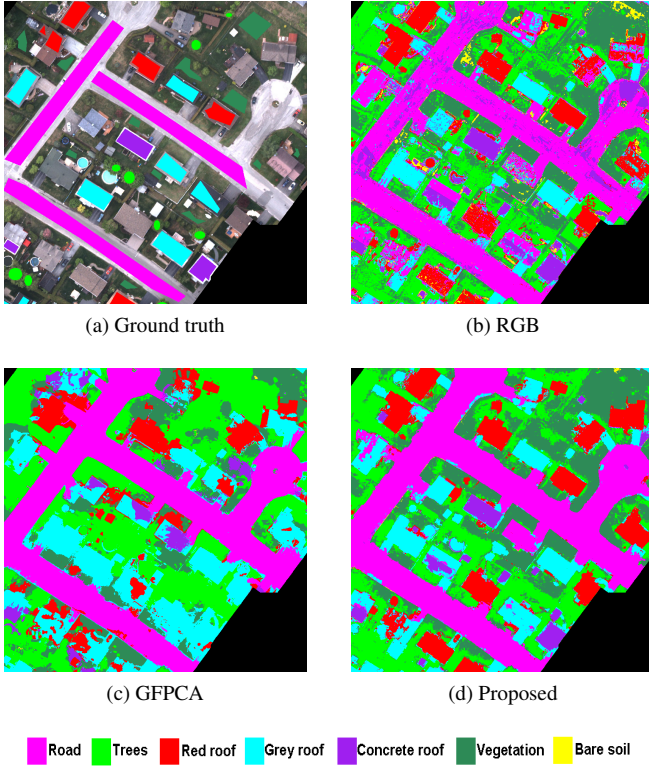 (a) Ground truth
(b) RGB
(c) GFPCA
(d) Proposed
Road Trees Red roof Grey roof Concrete roof Vegetation Bare soil